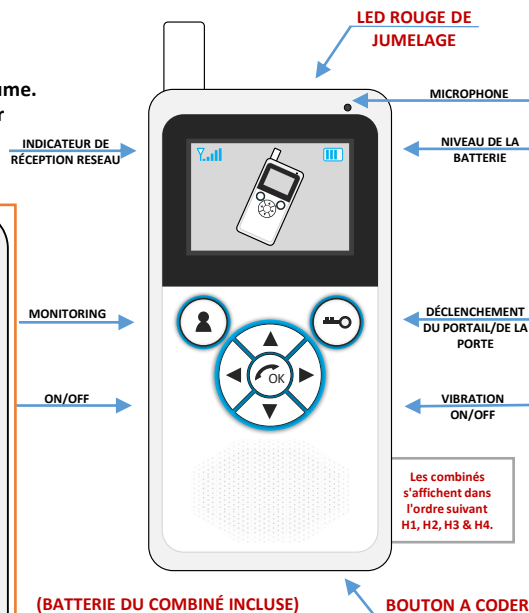 LED ROUGE DE
JUMELAGE
ume.
r
MICROPHONE
INDICATEUR DE
RÉCEPTION RESEAU
NIVEAU DE LA
BATTERIE
MONITORING
DÉCLENCHEMENT
DU PORTAIL/DE LA
PORTE
OK
ON/OFF
VIBRATION
ON/OFF
Les combinés
s'affichent dans
l'ordre suivant
H1, H2, H3 & H4.
(BATTERIE DU COMBINÉ INCLUSE)
BOUTON A CODER